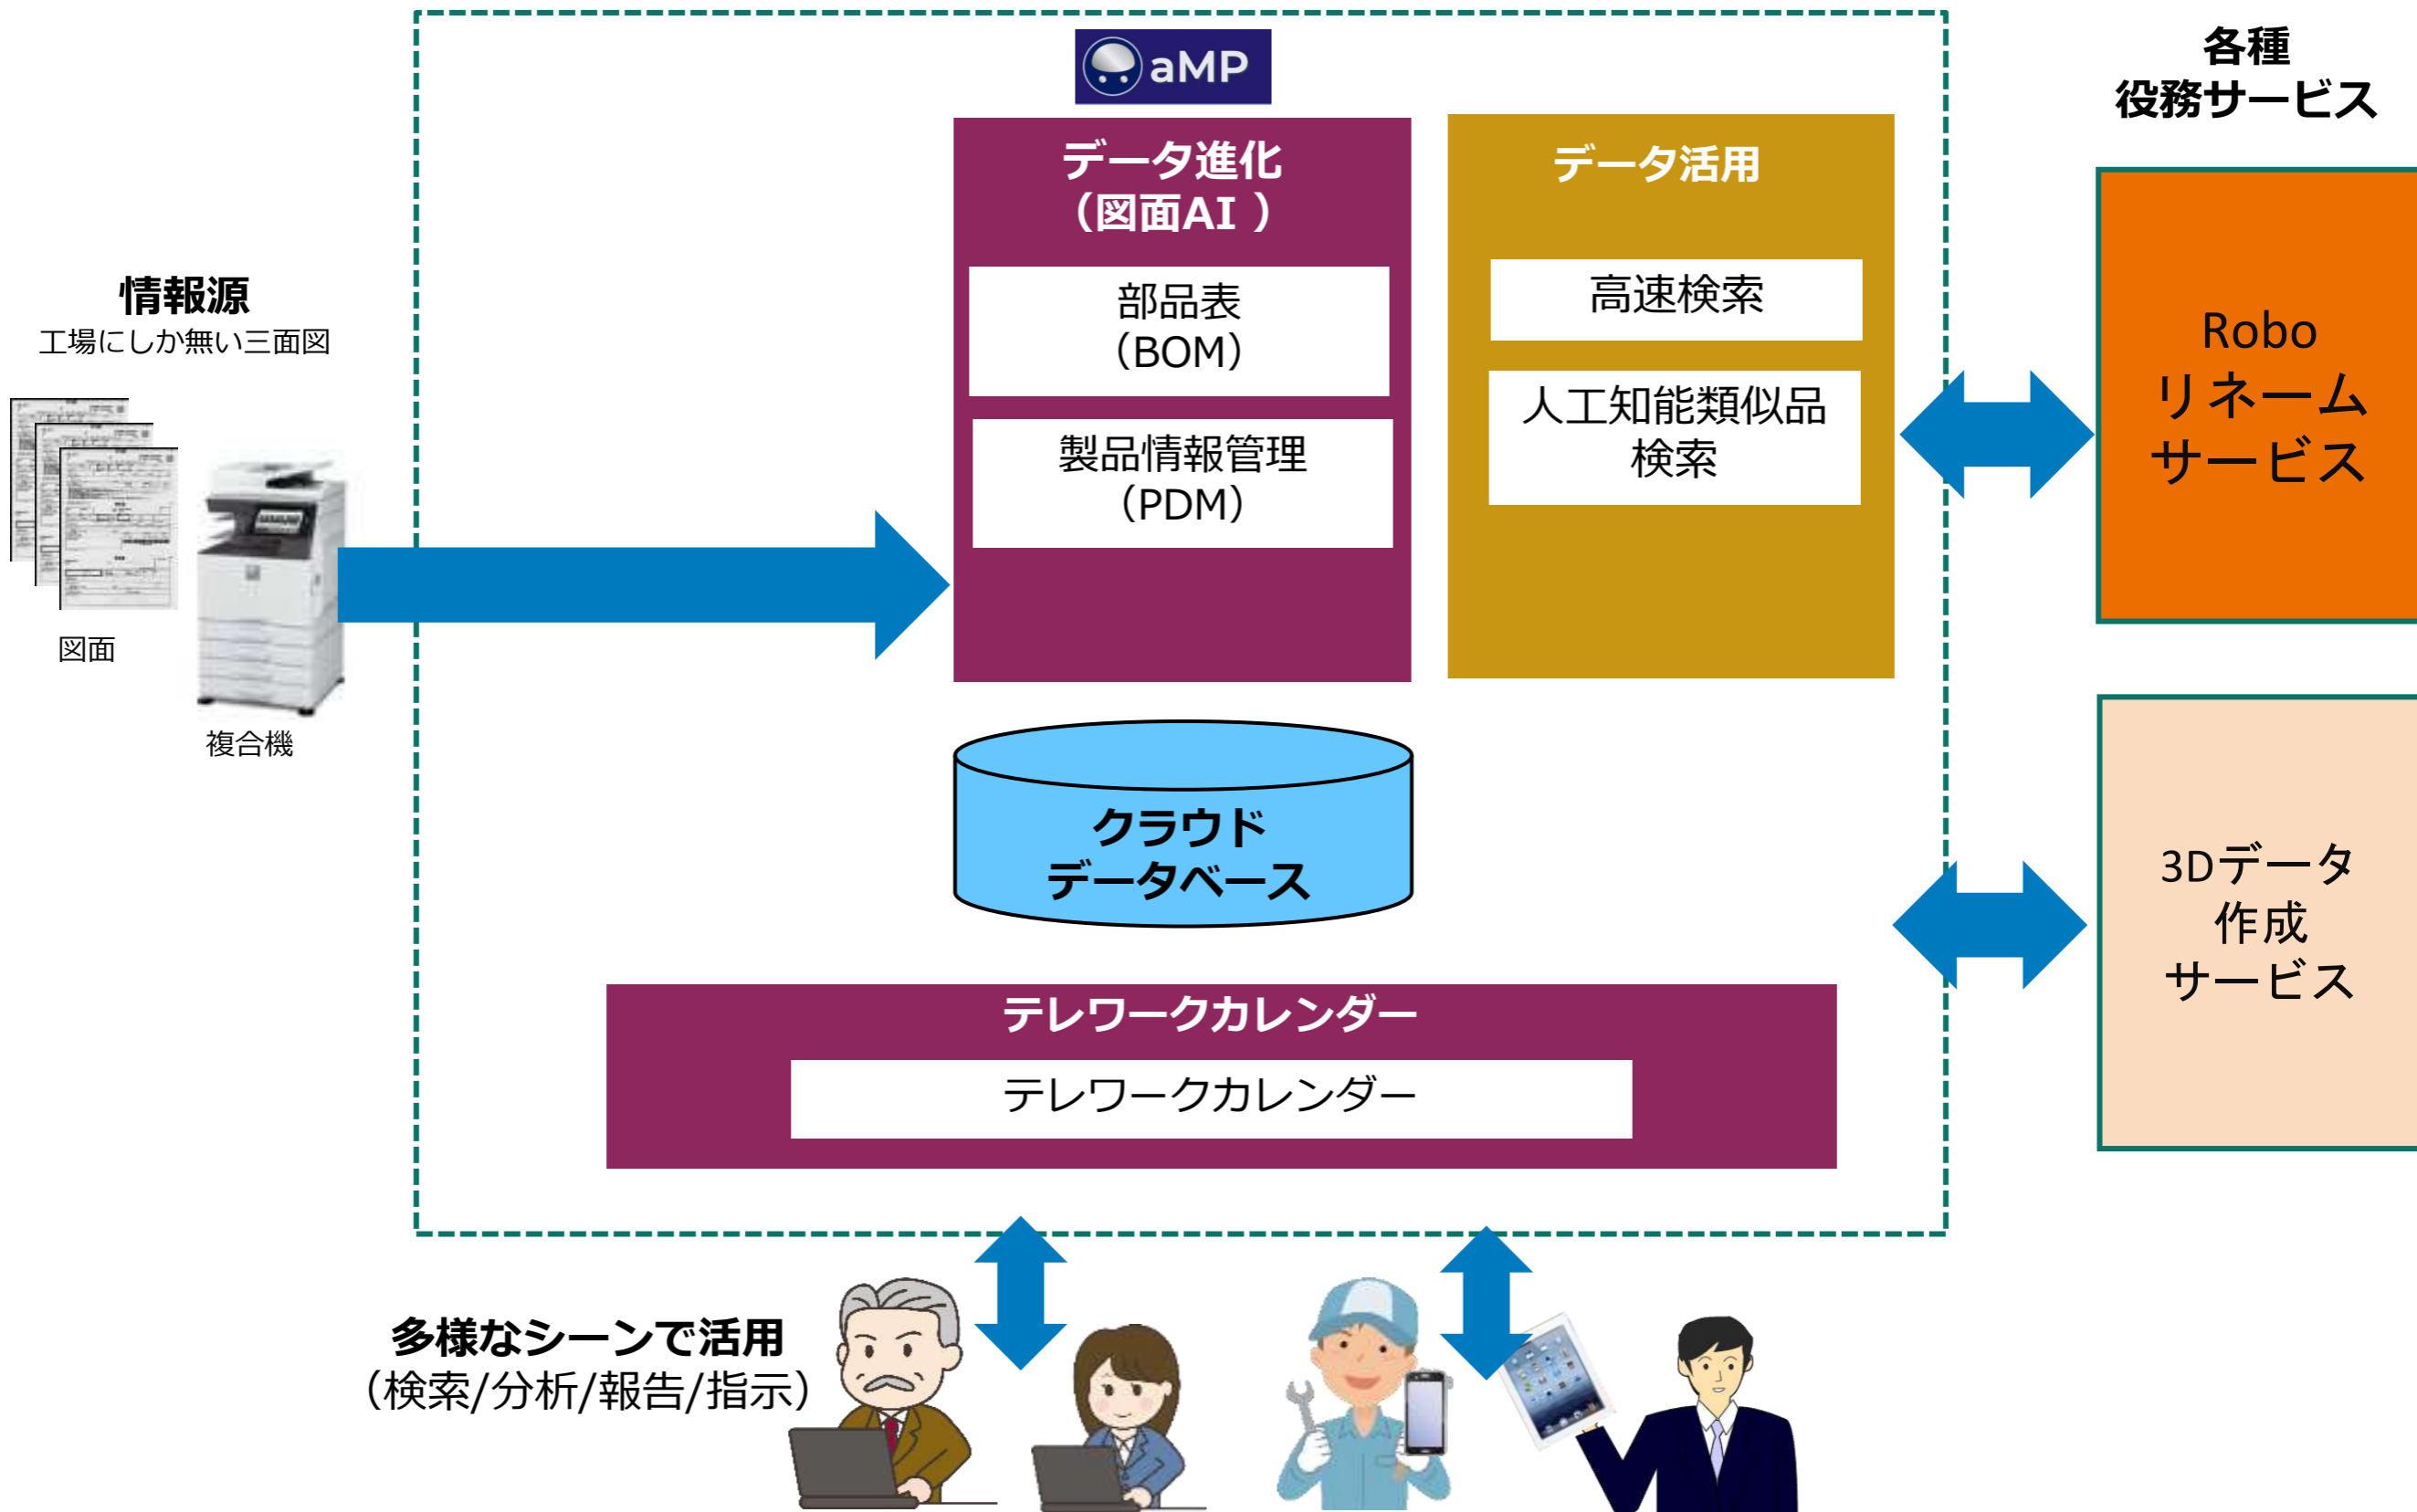 aMP
各種
役務サービス
データ進化
（図面AI ）
データ活用
部品表
（BOM）
高速検索
情報源
工場にしか無い三面図
Robo
リネーム
サービス
人工知能類似品
検索
製品情報管理
（PDM）
図面
複合機
クラウド
データベース
3Dデータ
作成
サービス
テレワークカレンダー
テレワークカレンダー
多様なシーンで活用
（検索/分析/報告/指示）